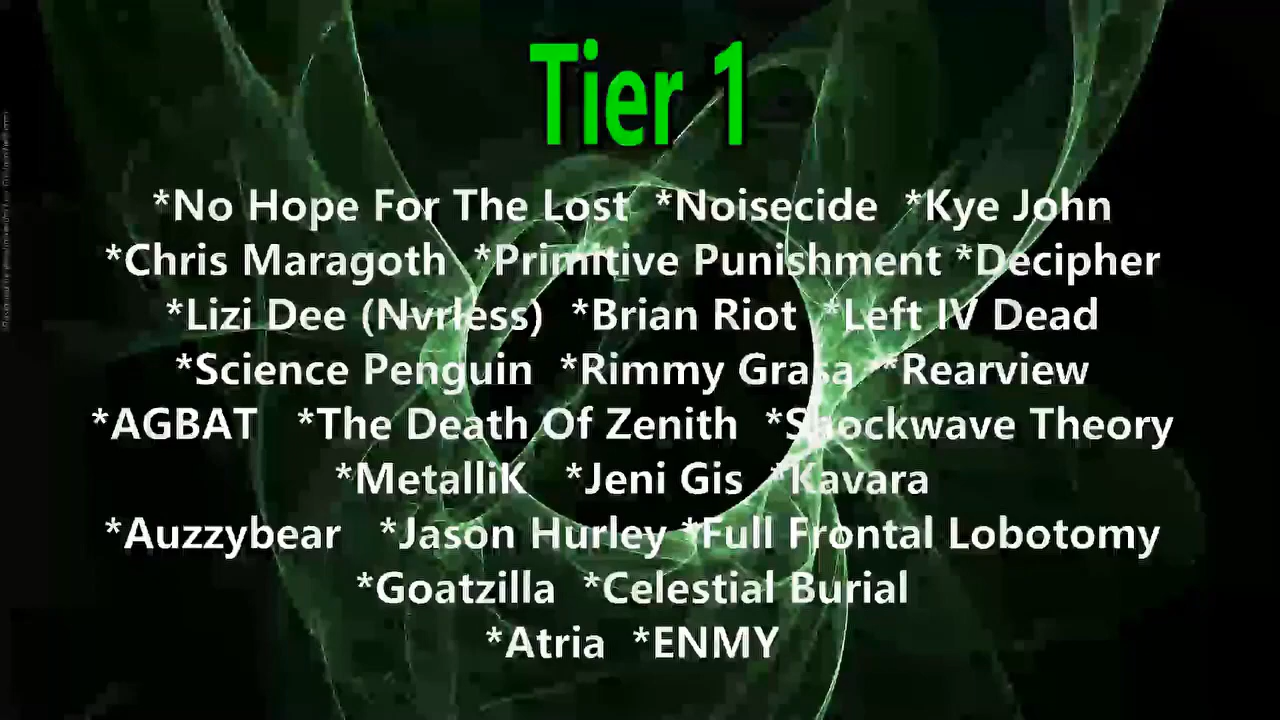 Tier 1
*No Hope For The Lost *Noisecide *Kye John
*Chris Maragoth *Primitive Punishment *Decipher
*Lizi Dee (Nvrless) *Brian Riot *Left IV Dead
*Science Penguin *Rimmy Grasa *Rearview
*AGBAT *The Death Of Zenith *Shockwave Theory
*MetalliK *Jeni Gis *Kavara
*Auzzybear *Jason Hurley *Full Frontal Lobotomy
*Goatzilla *Celestial Burial
*Atria *ENMY